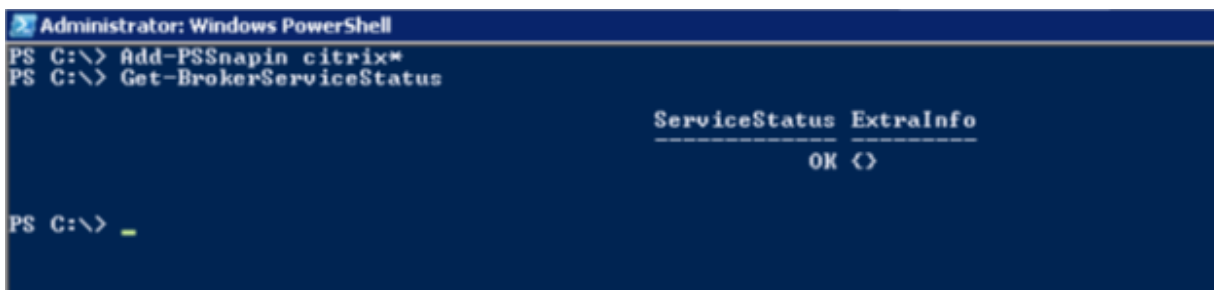 Administrator: Windows PowerShell
PS C:\> Add-PSSnapin citrix*
PS C:\> Get-BrokerServiceStatus
ServiceStatus ExtraInfo
------------- ---------
OK {}
PS C:\> _